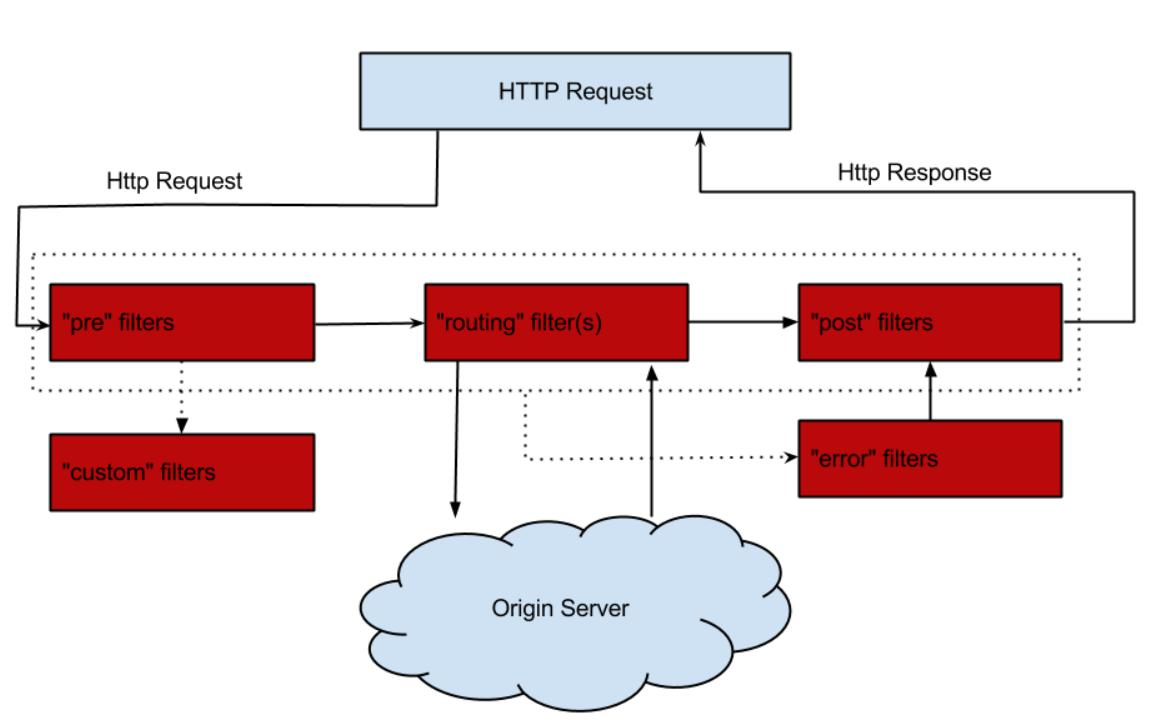 HTTP Request
Http Request
Http Response
"pre" filters
"routing" filter(s)
"post" filters
"custom" filters
"error" filters
Origin Server